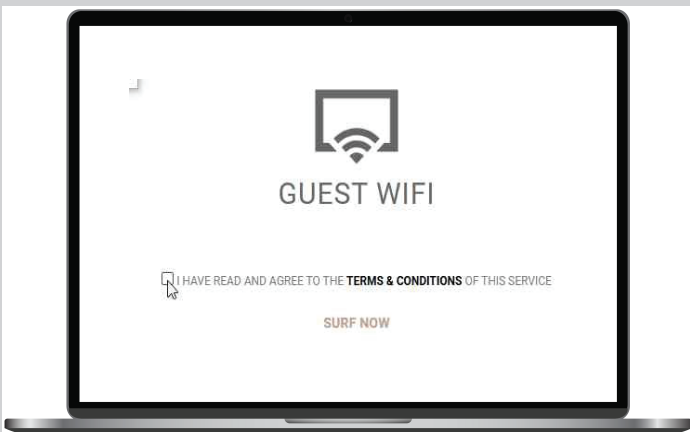 GUEST WIFI
I HAVE READ AND AGREE TO THE TERMS & CONDITIONS OF THIS SERVICE
SURF NOW